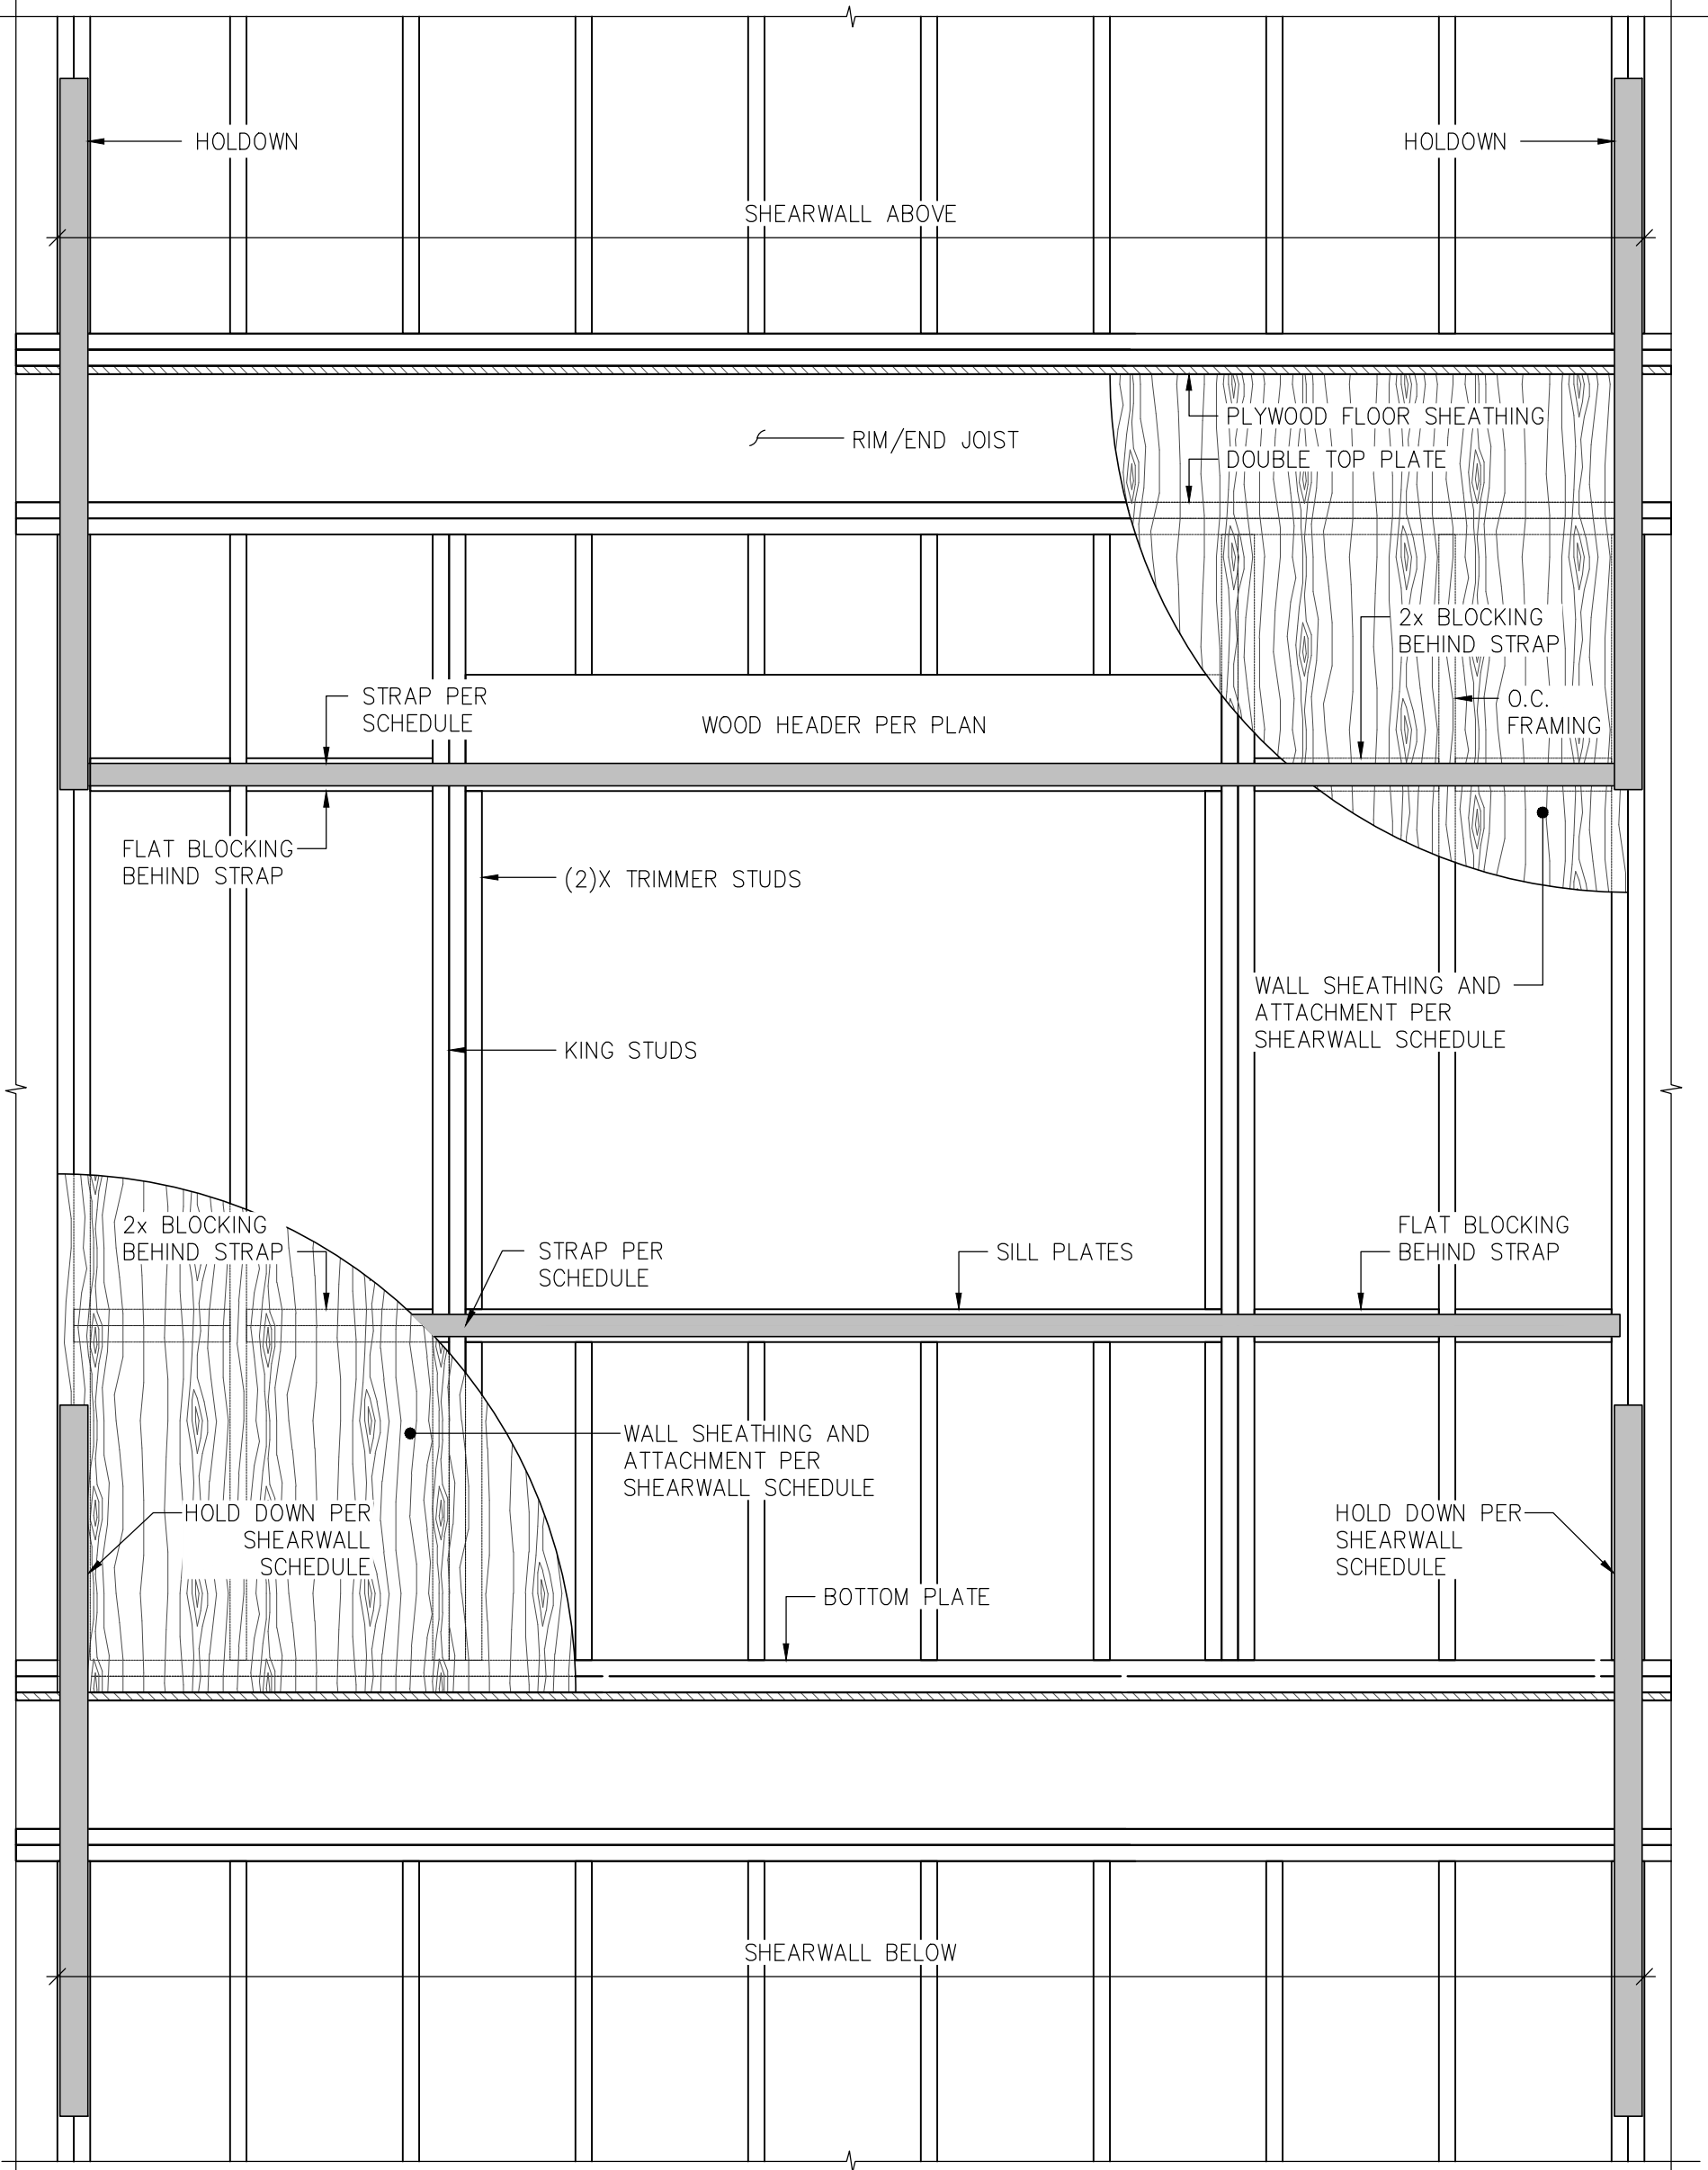 HOLDOWN
HOLDOWN
SHEARWALL ABOVE
PLYWOOD FLOOR SHEATHING
RIM/END JOIST
DOUBLE TOP PLATE
2x BLOCKING
BEHIND STRAP
STRAP PER
SCHEDULE
WOOD HEADER PER PLAN
O.C.
FRAMING
FLAT BLOCKING
BEHIND STRAP
(2)X TRIMMER STUDS
WALL SHEATHING AND
ATTACHMENT PER
SHEARWALL SCHEDULE
KING STUDS
2x BLOCKING
BEHIND STRAP
STRAP PER
SCHEDULE
SILL PLATES
FLAT BLOCKING
BEHIND STRAP
WALL SHEATHING AND
ATTACHMENT PER
SHEARWALL SCHEDULE
HOLD DOWN PER
SHEARWALL
SCHEDULE
HOLD DOWN PER
SHEARWALL
SCHEDULE
BOTTOM PLATE
SHEARWALL BELOW